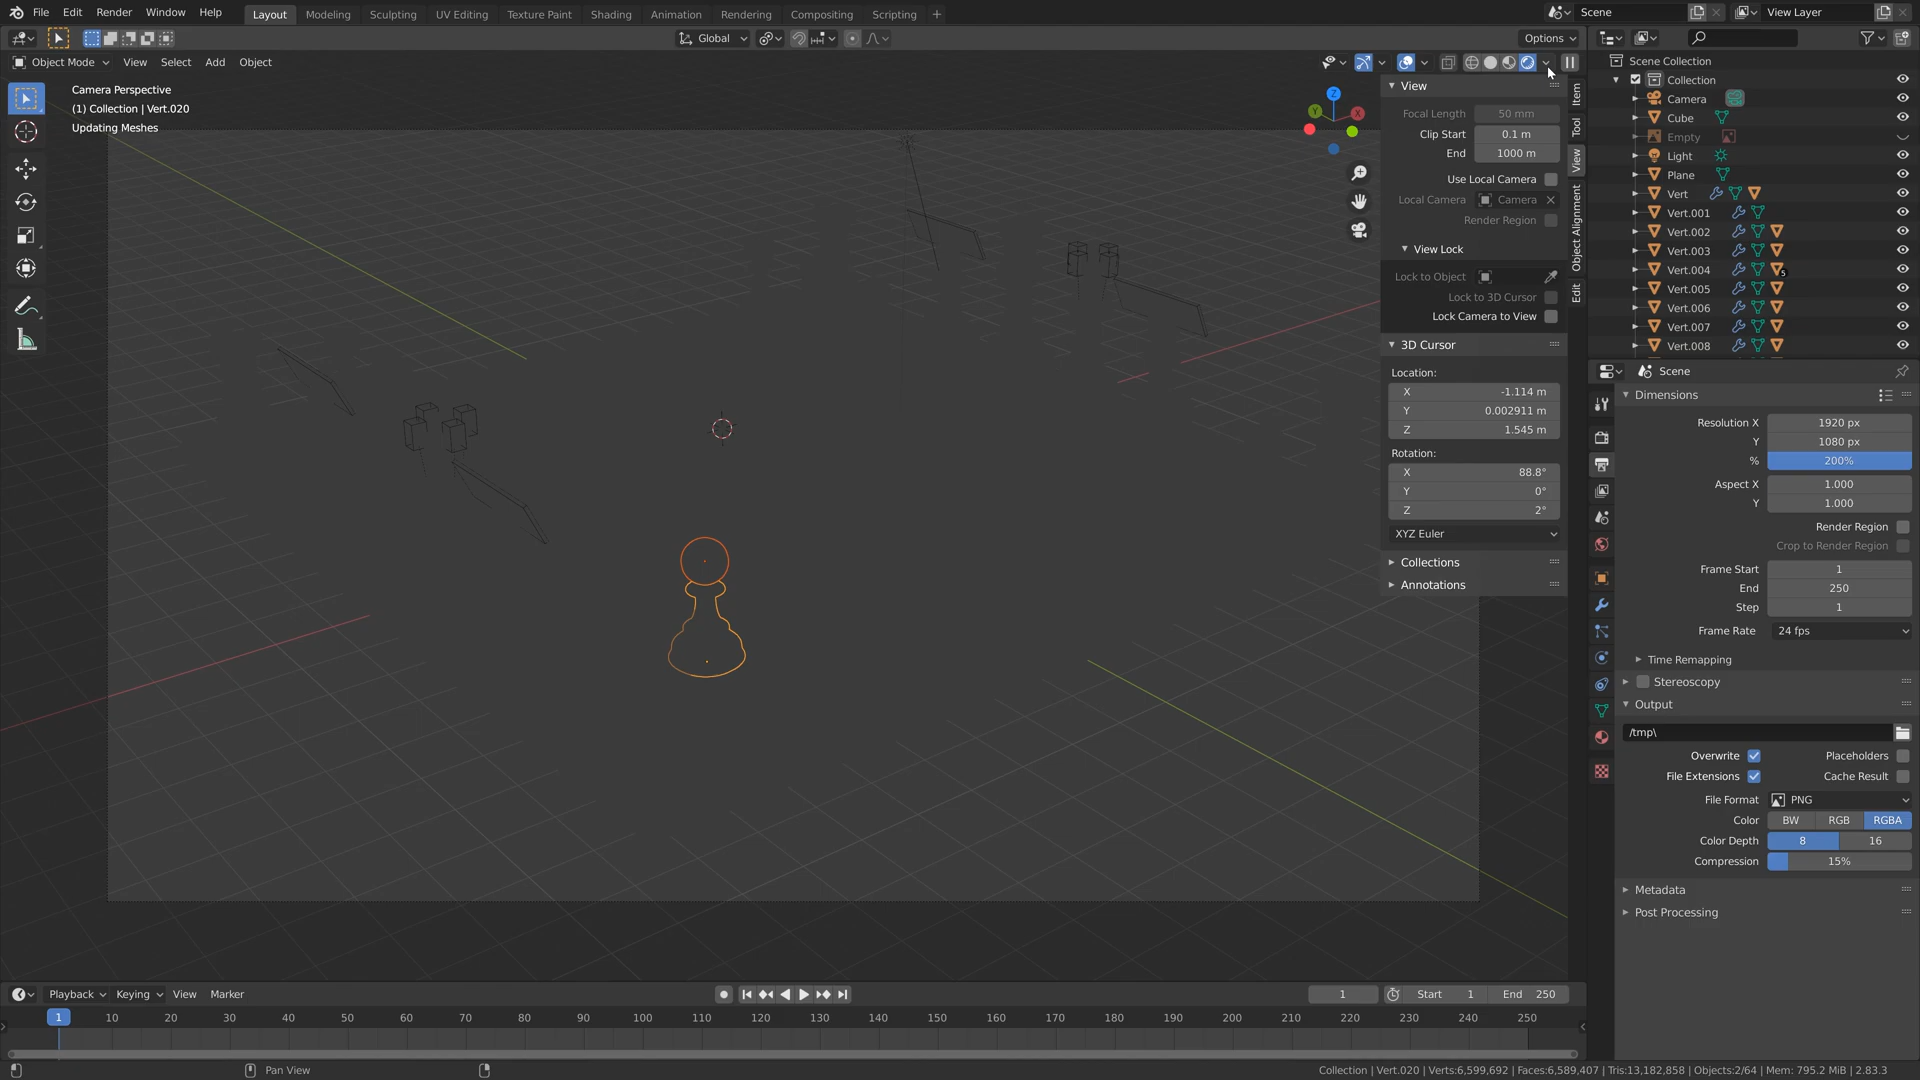 File Edit Render Window Help Layout Modeling Sculpting UV Editing Texture Paint Shading Animation Rendering Compositing Scripting + Scene View Layer
Global Options
Object Mode View Select Add Object
Camera Perspective
(1) Collection | Vert.020
Updating Meshes
Z
Y
X
View
Focal Length 50 mm
Clip Start 0.1 m
End 1000 m
Use Local Camera
Local Camera Camera
Render Region
View Lock
Lock to Object
Lock to 3D Cursor
Lock Camera to View
3D Cursor
Location:
X -1.114 m
Y 0.002911 m
Z 1.545 m
Rotation:
X 88.8°
Y 0°
Z 2°
XYZ Euler
Collections
Annotations
Item
Tool
View
Object Alignment
Edit
Scene Collection
Collection
Camera
Cube
Empty
Light
Plane
Vert
Vert.001
Vert.002
Vert.003
Vert.004 5
Vert.005
Vert.006
Vert.007
Vert.008
Scene
Dimensions
Resolution X 1920 px
Y 1080 px
% 200%
Aspect X 1.000
Y 1.000
Render Region
Crop to Render Region
Frame Start 1
End 250
Step 1
Frame Rate 24 fps
Time Remapping
Stereoscopy
Output
/tmp\
Overwrite Placeholders
File Extensions Cache Result
File Format PNG
Color BW RGB RGBA
Color Depth 8 16
Compression 15%
Metadata
Post Processing
Playback Keying View Marker 1 Start 1 End 250
1 10 20 30 40 50 60 70 80 90 100 110 120 130 140 150 160 170 180 190 200 210 220 230 240 250
Pan View Collection | Vert.020 | Verts:6,599,692 | Faces:6,589,407 | Tris:13,182,858 | Objects:2/64 | Mem: 795.2 MiB | 2.83.3